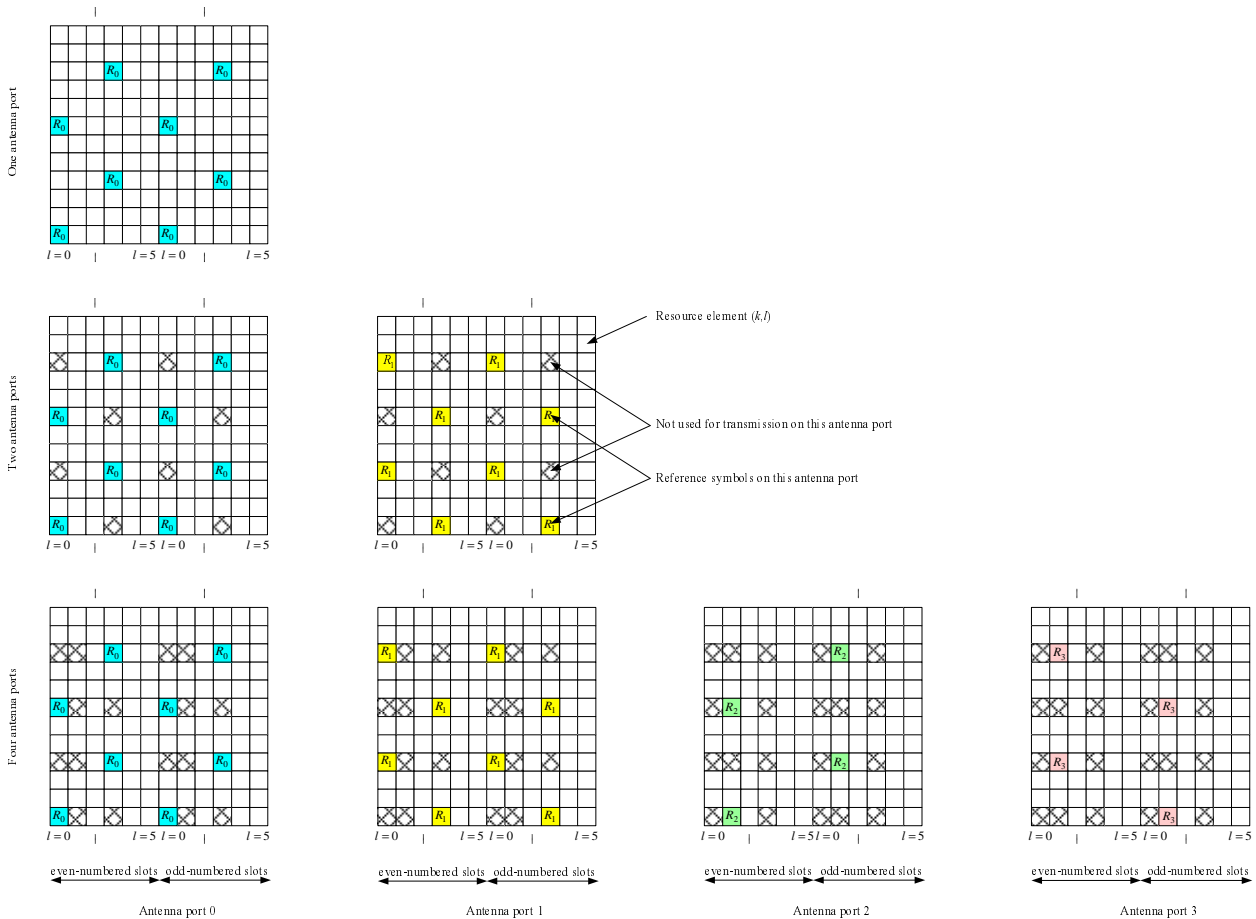 One antenna port
R0 R0
R0 R0
R0 R0
R0 R0
l = 0 l = 5 l = 0 l = 5
Two antenna ports
R0 R0
R0 R0
R0 R0
R0 R0
l = 0 l = 5 l = 0 l = 5
R1 R1
R1 R1
R1 R1
R1 R1
l = 0 l = 5 l = 0 l = 5
Resource element (k,l)
Not used for transmission on this antenna port
Reference symbols on this antenna port
Four antenna ports
R0 R0
R0 R0
R0 R0
R0 R0
l = 0 l = 5 l = 0 l = 5
even-numbered slots odd-numbered slots
Antenna port 0
R1 R1
R1 R1
R1 R1
R1 R1
l = 0 l = 5 l = 0 l = 5
even-numbered slots odd-numbered slots
Antenna port 1
R2
R2
R2
R2
l = 0 l = 5 l = 0 l = 5
even-numbered slots odd-numbered slots
Antenna port 2
R3
R3
R3
R3
l = 0 l = 5 l = 0 l = 5
even-numbered slots odd-numbered slots
Antenna port 3